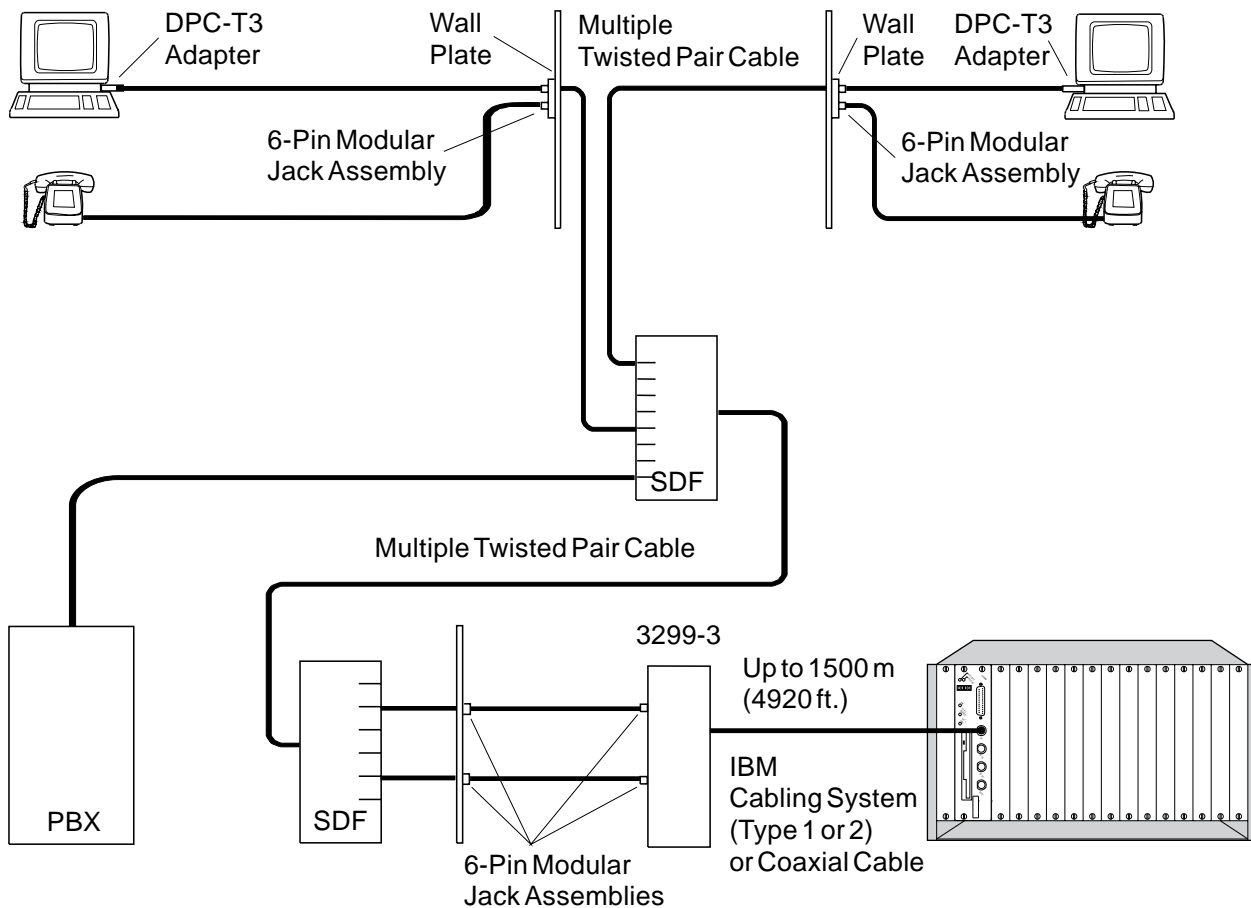 DPC-T3
Adapter
Wall
Plate
Multiple
Twisted Pair Cable
Wall
Plate
DPC-T3
Adapter
6-Pin Modular
Jack Assembly
6-Pin Modular
Jack Assembly
SDF
Multiple Twisted Pair Cable
3299-3
Up to 1500 m
(4920 ft.)
IBM
Cabling System
(Type 1 or 2)
or Coaxial Cable
PBX
SDF
6-Pin Modular
Jack Assemblies